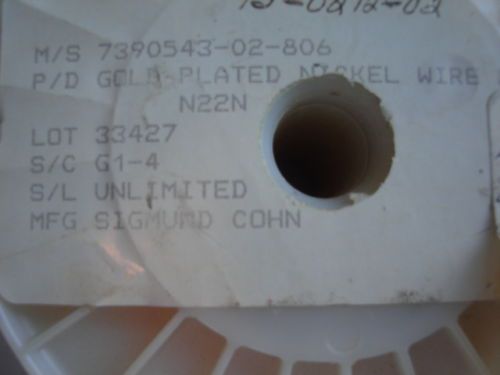 M/S 7390543-02-806
P/D GOLD-PLATED NICKEL WIRE
N22N
LOT 33427
S/C G1-4
S/L UNLIMITED
MFG SIGMUND COHN